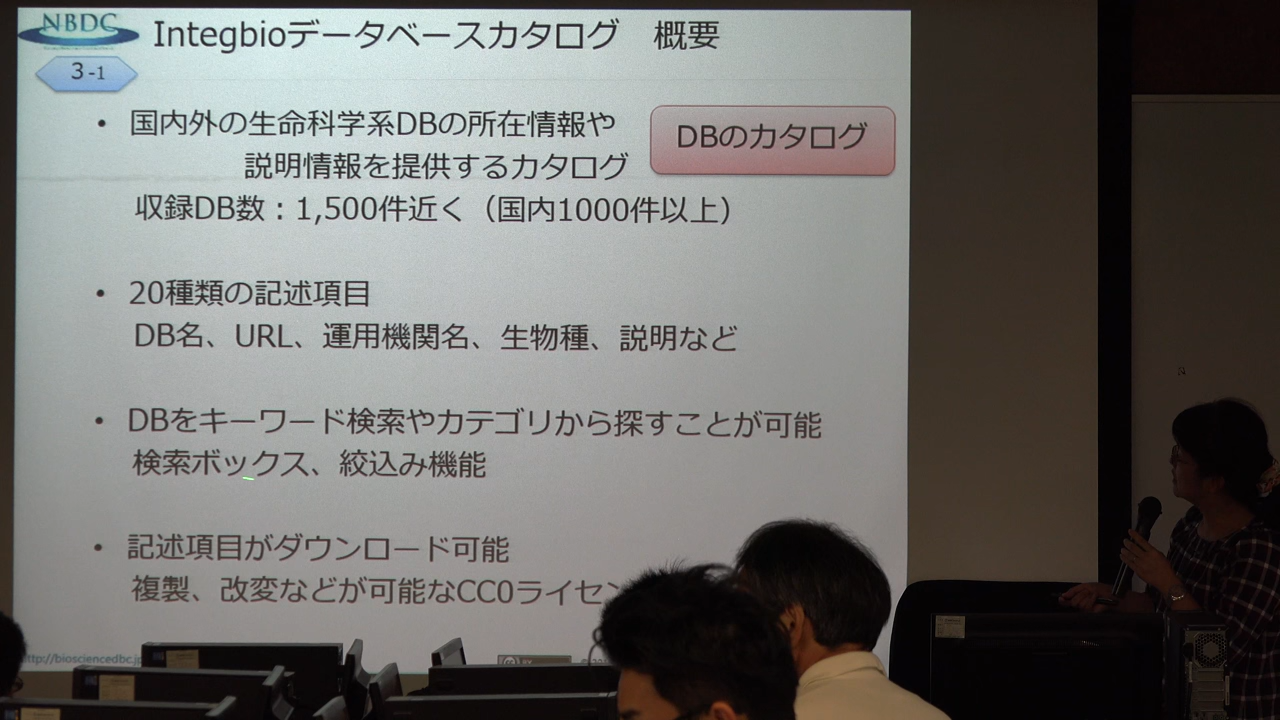 NBDC
Integbioデータベースカタログ　概要
3-1
• 国内外の生命科学系DBの所在情報や
説明情報を提供するカタログ
DBのカタログ
収録DB数：1,500件近く（国内1000件以上）
• 20種類の記述項目
DB名、URL、運用機関名、生物種、説明など
• DBをキーワード検索やカテゴリから探すことが可能
検索ボックス、絞込み機能
• 記述項目がダウンロード可能
複製、改変などが可能なCC0ライセン
http://biosciencedbc.jp